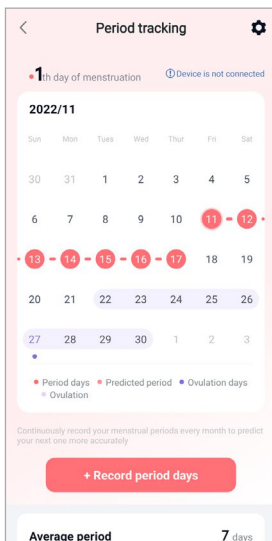 Period tracking
1th day of menstruation Device is not connected
2022/11
Sun Mon Tues Wed Thur Fri Sat
30 31 1 2 3 4 5
6 7 8 9 10 11 12
13 14 15 16 17 18 19
20 21 22 23 24 25 26
27 28 29 30 1 2 3
Period days Predicted period Ovulation days
Ovulation
Continuously record your menstrual periods every month to predict
your next one more accurately
+ Record period days
Average period 7 days